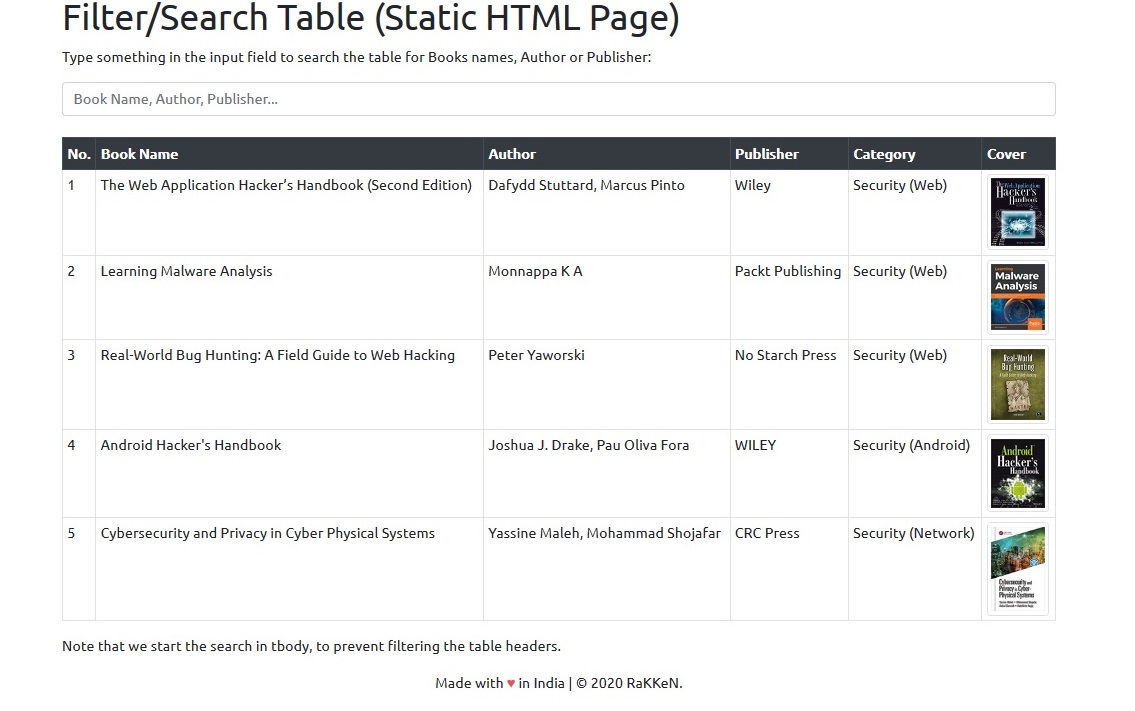 Filter/Search Table (Static HTML Page)
Type something in the input field to search the table for Books names, Author or Publisher:
Book Name, Author, Publisher...
No. Book Name Author Publisher Category Cover
1 The Web Application Hacker’s Handbook (Second Edition) Dafydd Stuttard, Marcus Pinto Wiley Security (Web)
The Web Application
Hacker's
Handbook
2 Learning Malware Analysis Monnappa K A Packt Publishing Security (Web)
Learning
Malware
Analysis
3 Real-World Bug Hunting: A Field Guide to Web Hacking Peter Yaworski No Starch Press Security (Web)
Real-World
Bug Hunting
4 Android Hacker's Handbook Joshua J. Drake, Pau Oliva Fora WILEY Security (Android)
Android
Hacker's
Handbook
5 Cybersecurity and Privacy in Cyber Physical Systems Yassine Maleh, Mohammad Shojafar CRC Press Security (Network)
Cybersecurity and
Privacy in Cyber-
Physical Systems
Note that we start the search in tbody, to prevent filtering the table headers.
Made with ♥ in India | © 2020 RaKKeN.